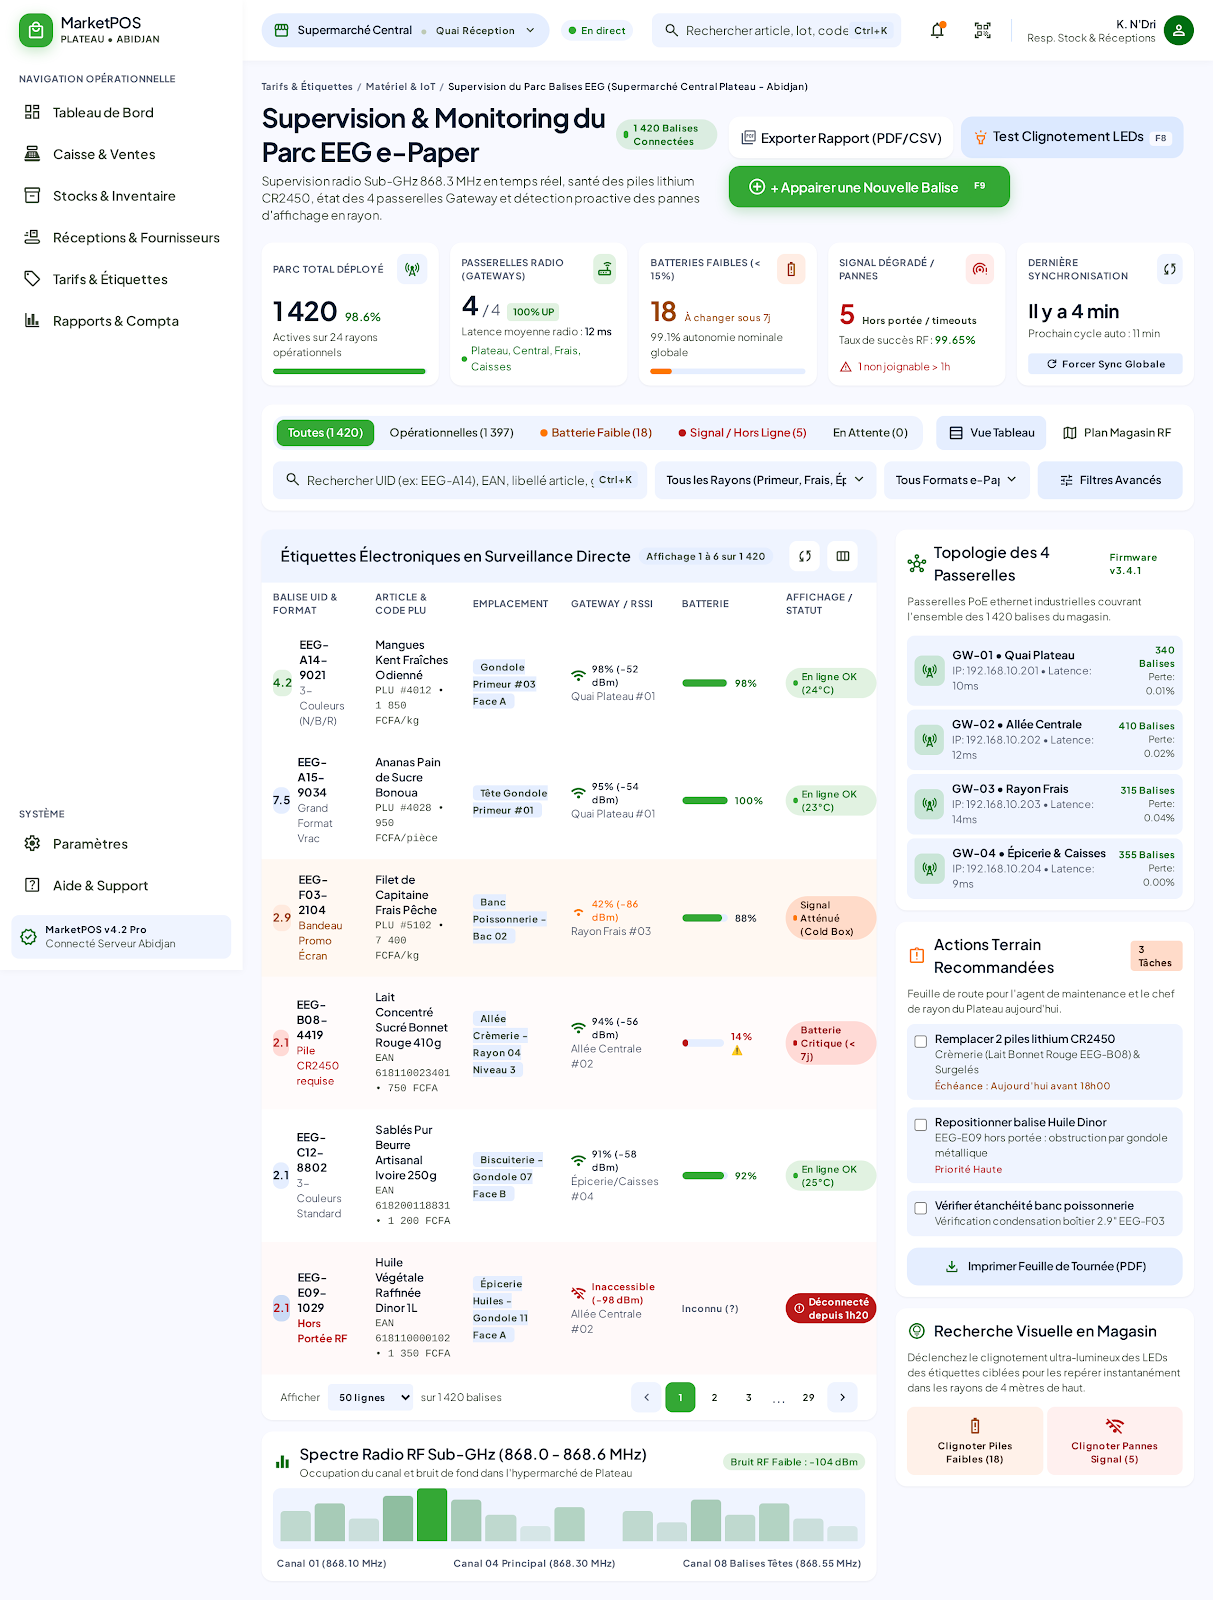 MarketPOS
PLATEAU • ABIDJAN
NAVIGATION OPÉRATIONNELLE
Tableau de Bord
Caisse & Ventes
Stocks & Inventaire
Réceptions & Fournisseurs
Tarifs & Étiquettes
Rapports & Compta
SYSTÈME
Paramètres
Aide & Support
MarketPOS v4.2 Pro
Connecté Serveur Abidjan
Supermarché Central
Quai Réception
En direct
Rechercher article, lot, code
Ctrl+K
K. N'Dri
Resp. Stock & Réceptions
Tarifs & Étiquettes / Matériel & IoT / Supervision du Parc Balises EEG (Supermarché Central Plateau - Abidjan)
Supervision & Monitoring du
Parc EEG e-Paper
1 420 Balises
Connectées
Supervision radio Sub-GHz 868.3 MHz en temps réel, santé des piles lithium
CR2450, état des 4 passerelles Gateway et détection proactive des pannes
d'affichage en rayon.
Exporter Rapport (PDF/CSV)
Test Clignotement LEDs F8
+ Appairer une Nouvelle Balise F9
PARC TOTAL DÉPLOYÉ
1 420 98.6%
Actives sur 24 rayons
opérationnels
PASSERELLES RADIO
(GATEWAYS)
4 / 4 100% UP
Latence moyenne radio : 12 ms
Plateau, Central, Frais,
Caisses
BATTERIES FAIBLES (<
15%)
18 À changer sous 7j
99.1% autonomie nominale
globale
SIGNAL DÉGRADÉ /
PANNES
5 Hors portée / timeouts
Taux de succès RF : 99.65%
1 non joignable > 1h
DERNIÈRE
SYNCHRONISATION
Il y a 4 min
Prochain cycle auto : 11 min
Forcer Sync Globale
Toutes (1 420)
Opérationnelles (1 397)
Batterie Faible (18)
Signal / Hors Ligne (5)
En Attente (0)
Vue Tableau
Plan Magasin RF
Rechercher UID (ex: EEG-A14), EAN, libellé article, g
Ctrl+K
Tous les Rayons (Primeur, Frais, Ép
Tous Formats e-Pap
Filtres Avancés
Étiquettes Électroniques en Surveillance Directe
Affichage 1 à 6 sur 1 420
BALISE UID &
FORMAT
ARTICLE &
CODE PLU
EMPLACEMENT
GATEWAY / RSSI
BATTERIE
AFFICHAGE /
STATUT
4.2
EEG-
A14-
9021
3-
Couleurs
(N/B/R)
Mangues
Kent Fraîches
Odienné
PLU #4012 •
1 850
FCFA/kg
Gondole
Primeur #03
Face A
98% (-52
dBm)
Quai Plateau #01
98%
En ligne OK
(24°C)
7.5
EEG-
A15-
9034
Grand
Format
Vrac
Ananas Pain
de Sucre
Bonoua
PLU #4028 •
950
FCFA/pièce
Tête Gondole
Primeur #01
95% (-54
dBm)
Quai Plateau #01
100%
En ligne OK
(23°C)
2.9
EEG-
F03-
2104
Bandeau
Promo
Écran
Filet de
Capitaine
Frais Pêche
PLU #5102 •
7 400
FCFA/kg
Banc
Poissonnerie -
Bac 02
42% (-86
dBm)
Rayon Frais #03
88%
Signal
Atténué
(Cold Box)
2.1
EEG-
B08-
4419
Pile
CR2450
requise
Lait
Concentré
Sucré Bonnet
Rouge 410g
EAN
618110023401
• 750 FCFA
Allée
Crèmerie -
Rayon 04
Niveau 3
94% (-56
dBm)
Allée Centrale
#02
14%
Batterie
Critique (<
7j)
2.1
EEG-
C12-
8802
3-
Couleurs
Standard
Sablés Pur
Beurre
Artisanal
Ivoire 250g
EAN
618200118831
• 1 200 FCFA
Biscuiterie -
Gondole 07
Face B
91% (-58
dBm)
Épicerie/Caisses
#04
92%
En ligne OK
(25°C)
2.1
EEG-
E09-
1029
Hors
Portée RF
Huile
Végétale
Raffinée
Dinor 1L
EAN
618110000102
• 1 350 FCFA
Épicerie
Huiles -
Gondole 11
Face A
Inaccessible
(-98 dBm)
Allée Centrale
#02
Inconnu (?)
Déconnecté
depuis 1h20
Afficher 50 lignes sur 1 420 balises
1 2 3 ... 29
Spectre Radio RF Sub-GHz (868.0 - 868.6 MHz)
Occupation du canal et bruit de fond dans l'hypermarché de Plateau
Bruit RF Faible : -104 dBm
Canal 01 (868.10 MHz)
Canal 04 Principal (868.30 MHz)
Canal 08 Balises Têtes (868.55 MHz)
Topologie des 4
Passerelles
Firmware
v3.4.1
Passerelles PoE ethernet industrielles couvrant
l'ensemble des 1 420 balises du magasin.
GW-01 • Quai Plateau
IP: 192.168.10.201 • Latence:
10ms
340
Balises
Perte:
0.01%
GW-02 • Allée Centrale
IP: 192.168.10.202 • Latence:
12ms
410 Balises
Perte:
0.02%
GW-03 • Rayon Frais
IP: 192.168.10.203 • Latence:
14ms
315 Balises
Perte:
0.04%
GW-04 • Épicerie & Caisses
IP: 192.168.10.204 • Latence:
9ms
355 Balises
Perte:
0.00%
Actions Terrain
Recommandées
3
Tâches
Feuille de route pour l'agent de maintenance et le chef
de rayon du Plateau aujourd'hui.
Remplacer 2 piles lithium CR2450
Crèmerie (Lait Bonnet Rouge EEG-B08) &
Surgelés
Échéance : Aujourd'hui avant 18h00
Repositionner balise Huile Dinor
EEG-E09 hors portée : obstruction par gondole
métallique
Priorité Haute
Vérifier étanchéité banc poissonnerie
Vérification condensation boîtier 2.9" EEG-F03
Imprimer Feuille de Tournée (PDF)
Recherche Visuelle en Magasin
Déclenchez le clignotement ultra-lumineux des LEDs
des étiquettes ciblées pour les repérer instantanément
dans les rayons de 4 mètres de haut.
Clignoter Piles
Faibles (18)
Clignoter Pannes
Signal (5)